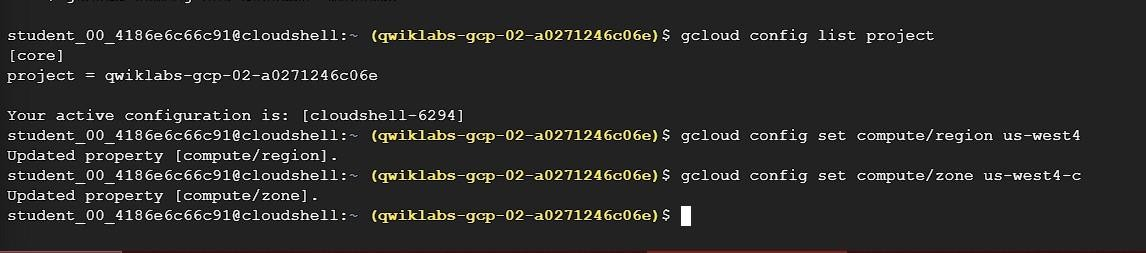 student_00_4186e6c66c91@cloudshell:~ (qwiklabs-gcp-02-a0271246c06e)$ gcloud config list project
[core]
project = qwiklabs-gcp-02-a0271246c06e
Your active configuration is: [cloudshell-6294]
student_00_4186e6c66c91@cloudshell:~ (qwiklabs-gcp-02-a0271246c06e)$ gcloud config set compute/region us-west4
Updated property [compute/region].
student_00_4186e6c66c91@cloudshell:~ (qwiklabs-gcp-02-a0271246c06e)$ gcloud config set compute/zone us-west4-c
Updated property [compute/zone].
student_00_4186e6c66c91@cloudshell:~ (qwiklabs-gcp-02-a0271246c06e)$